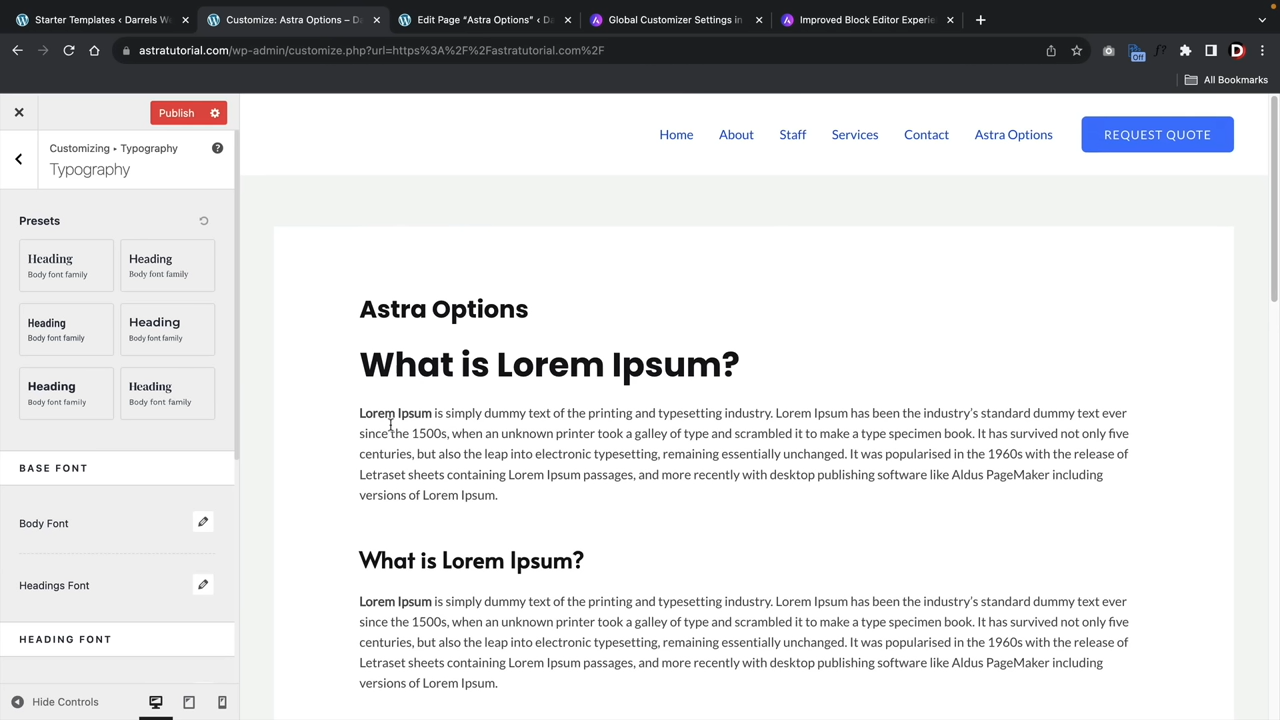 Starter Templates ‹ Darrels W
Customize: Astra Options – Da
Edit Page “Astra Options” ‹ Da
Global Customizer Settings in
Improved Block Editor Experie
astratutorial.com/wp-admin/customize.php?url=https%3A%2F%2Fastratutorial.com%2F
Off
f?
D
All Bookmarks
Publish
Customizing ▸ Typography
Typography
Presets
Heading
Body font family
Heading
Body font family
Heading
Body font family
Heading
Body font family
Heading
Body font family
Heading
Body font family
BASE FONT
Body Font
Headings Font
HEADING FONT
Hide Controls
Home
About
Staff
Services
Contact
Astra Options
REQUEST QUOTE
Astra Options
What is Lorem Ipsum?
Lorem Ipsum is simply dummy text of the printing and typesetting industry. Lorem Ipsum has been the industry’s standard dummy text ever
since the 1500s, when an unknown printer took a galley of type and scrambled it to make a type specimen book. It has survived not only five
centuries, but also the leap into electronic typesetting, remaining essentially unchanged. It was popularised in the 1960s with the release of
Letraset sheets containing Lorem Ipsum passages, and more recently with desktop publishing software like Aldus PageMaker including
versions of Lorem Ipsum.
What is Lorem Ipsum?
Lorem Ipsum is simply dummy text of the printing and typesetting industry. Lorem Ipsum has been the industry’s standard dummy text ever
since the 1500s, when an unknown printer took a galley of type and scrambled it to make a type specimen book. It has survived not only five
centuries, but also the leap into electronic typesetting, remaining essentially unchanged. It was popularised in the 1960s with the release of
Letraset sheets containing Lorem Ipsum passages, and more recently with desktop publishing software like Aldus PageMaker including
versions of Lorem Ipsum.